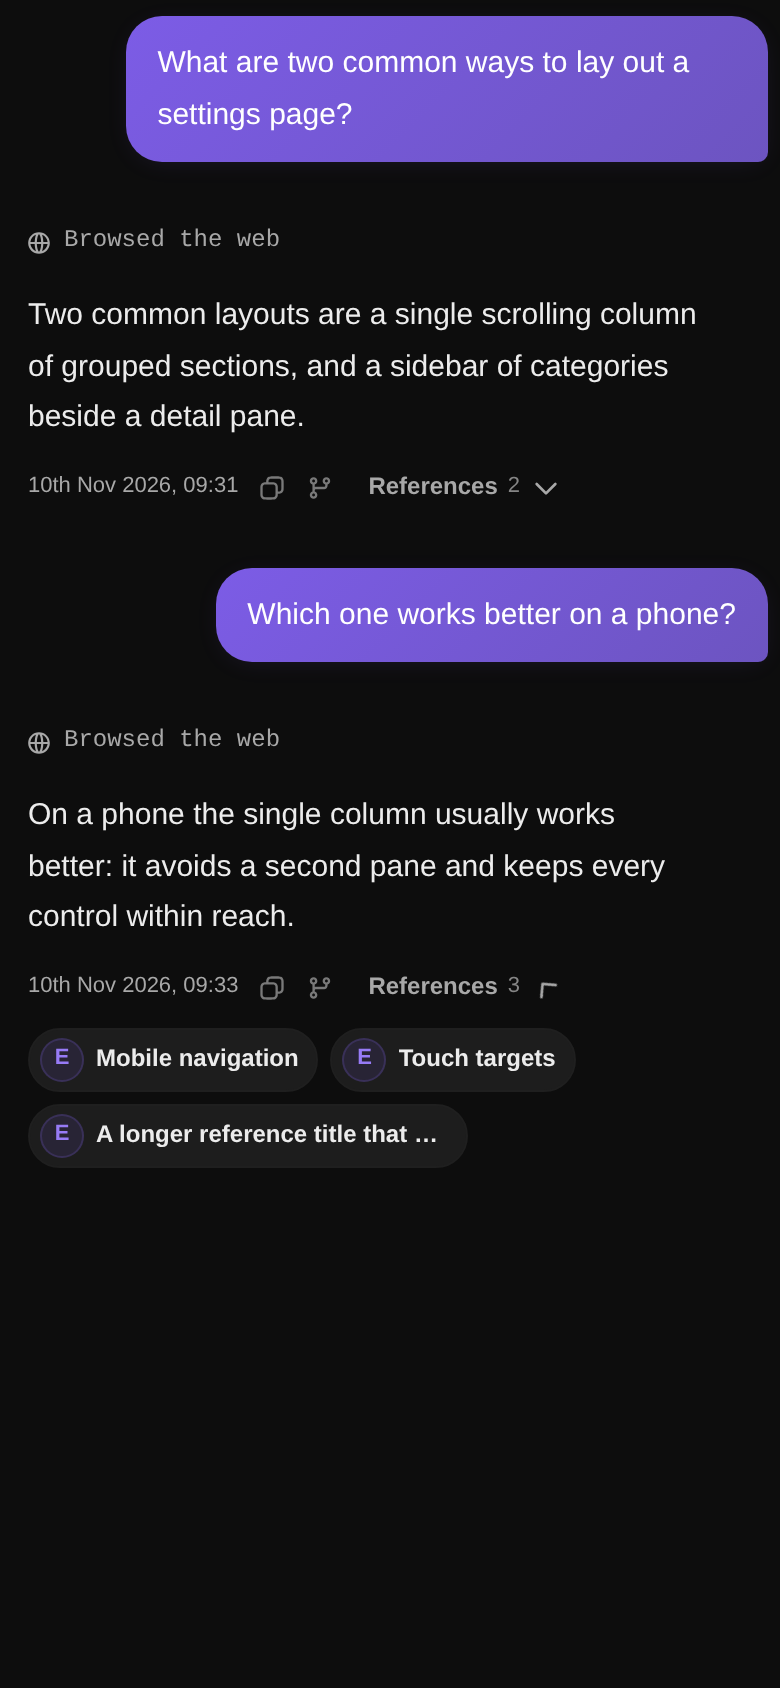 What are two common ways to lay out a
settings page?
Browsed the web
Two common layouts are a single scrolling column
of grouped sections, and a sidebar of categories
beside a detail pane.
10th Nov 2026, 09:31 References 2
Which one works better on a phone?
Browsed the web
On a phone the single column usually works
better: it avoids a second pane and keeps every
control within reach.
10th Nov 2026, 09:33 References 3
E Mobile navigation E Touch targets
E A longer reference title that …